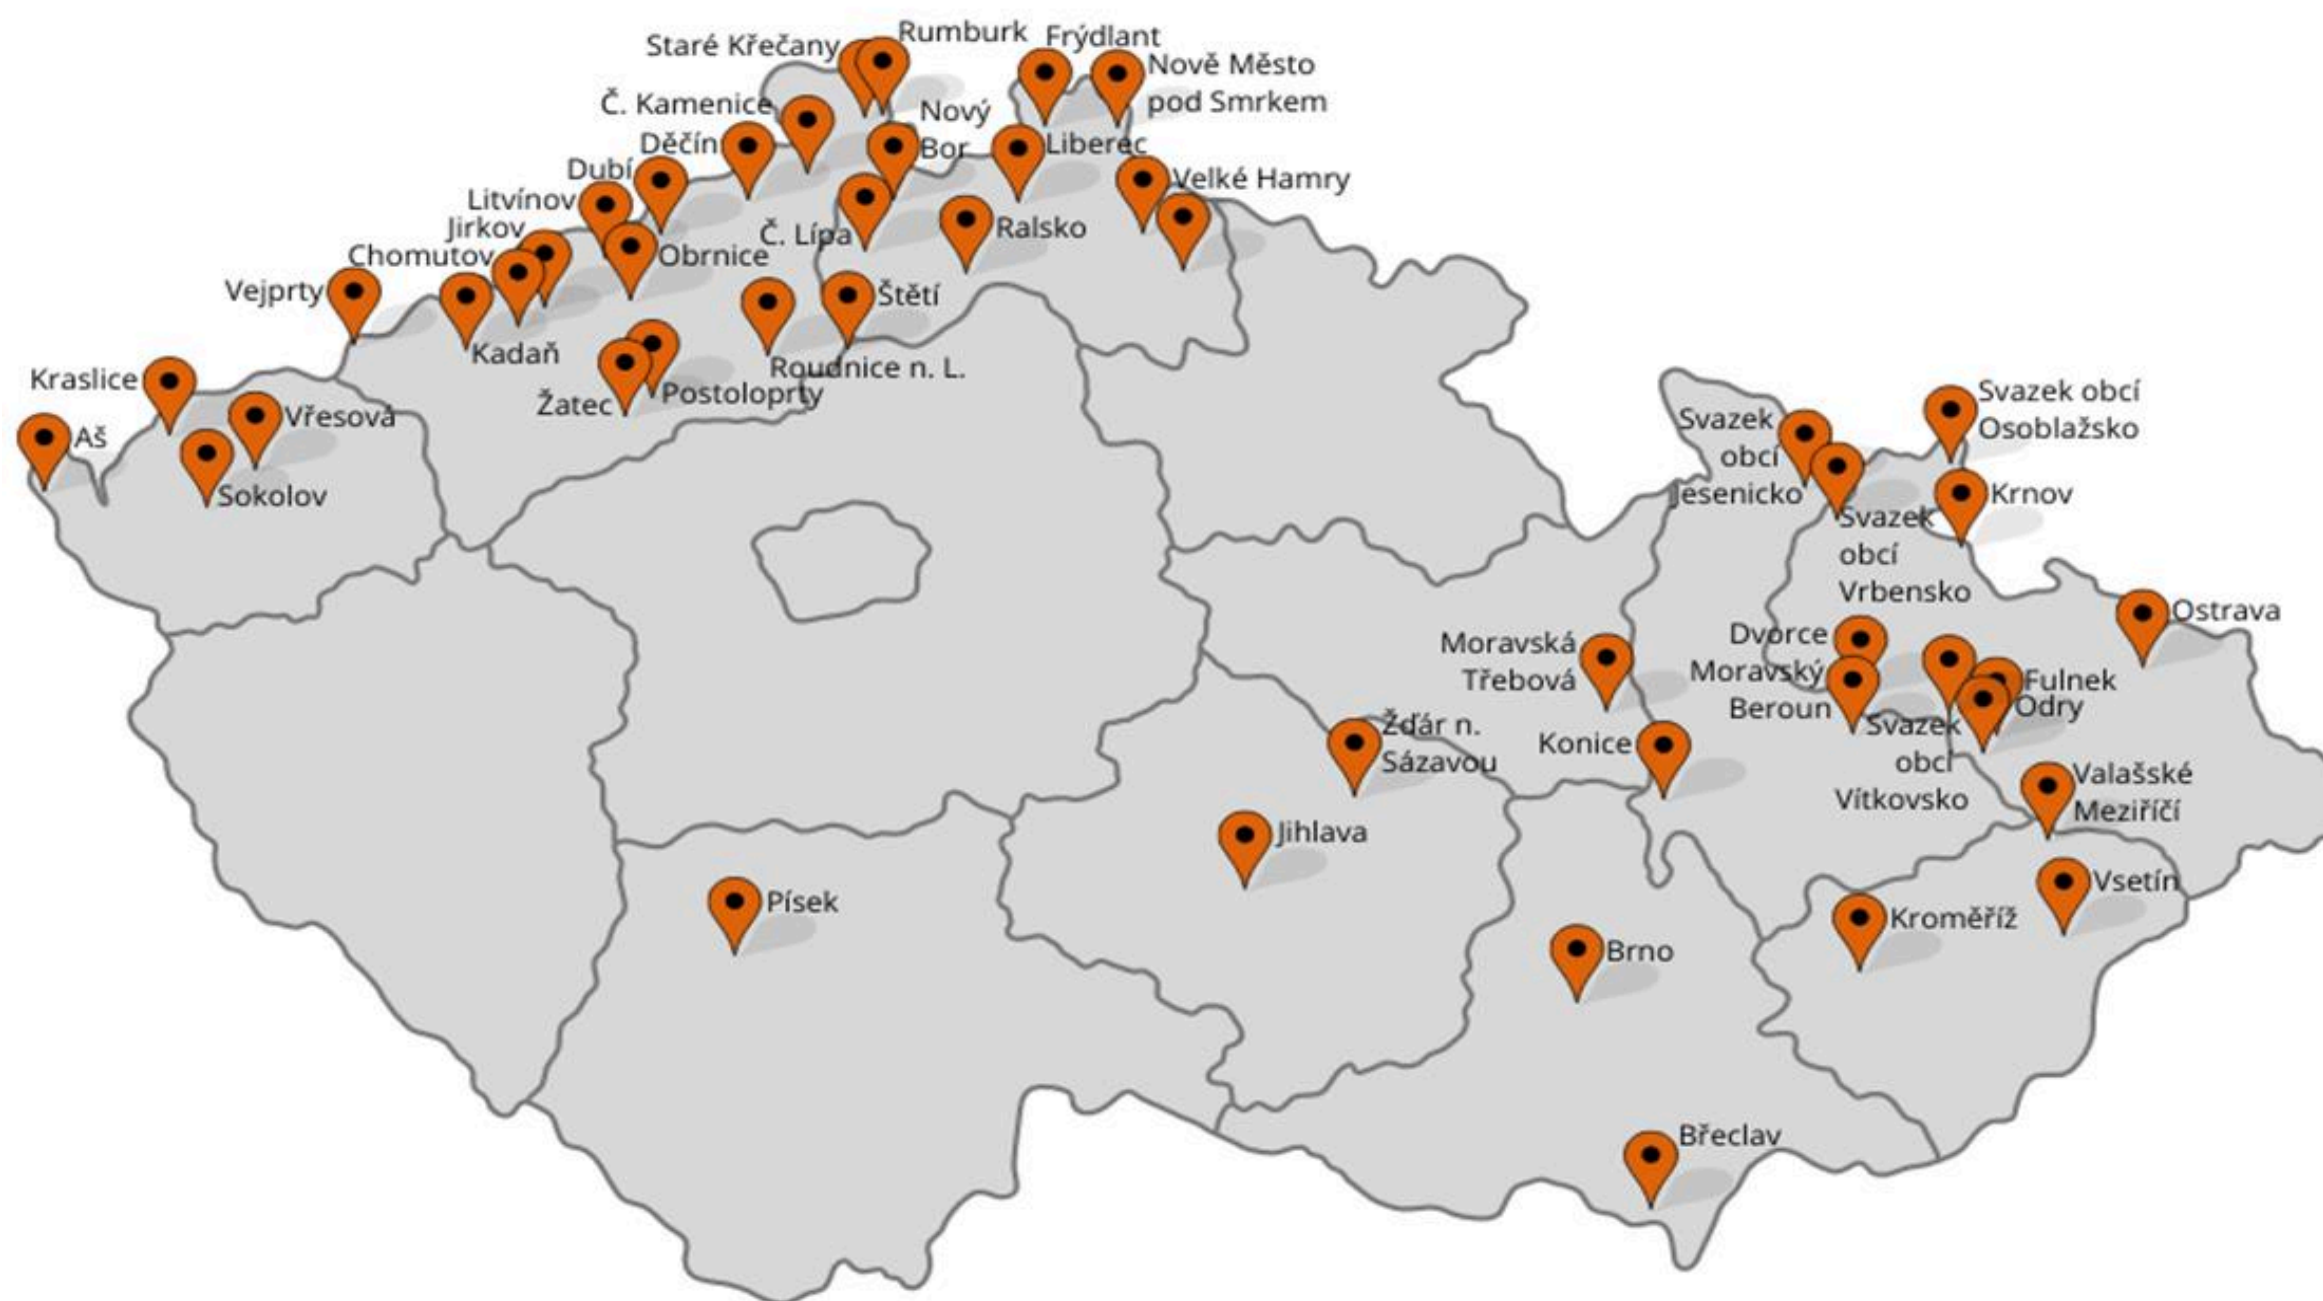 Staré Křečany
Rumburk
Frýdlant
Nově Město
pod Smrkem
Č. Kamenice
Nový
Bor
Děčín
Liberec
Dubí
Velké Hamry
Litvínov
Jirkov
Č. Lípa
Ralsko
Chomutov
Obrnice
Vejprty
Štětí
Kadaň
Roudnice n. L.
Kraslice
Žatec
Postoloprty
Vřesová
Aš
Sokolov
Svazek
obcí
Jesenicko
Svazek obcí
Osoblažsko
Krnov
Svazek
obcí
Vrbensko
Ostrava
Moravská
Třebová
Dvorce
Moravský
Beroun
Fulnek
Odry
Svazek
obcí
Vítkovsko
Žďár n.
Sázavou
Konice
Valašské
Meziříčí
Jihlava
Vsetín
Písek
Kroměříž
Brno
Břeclav